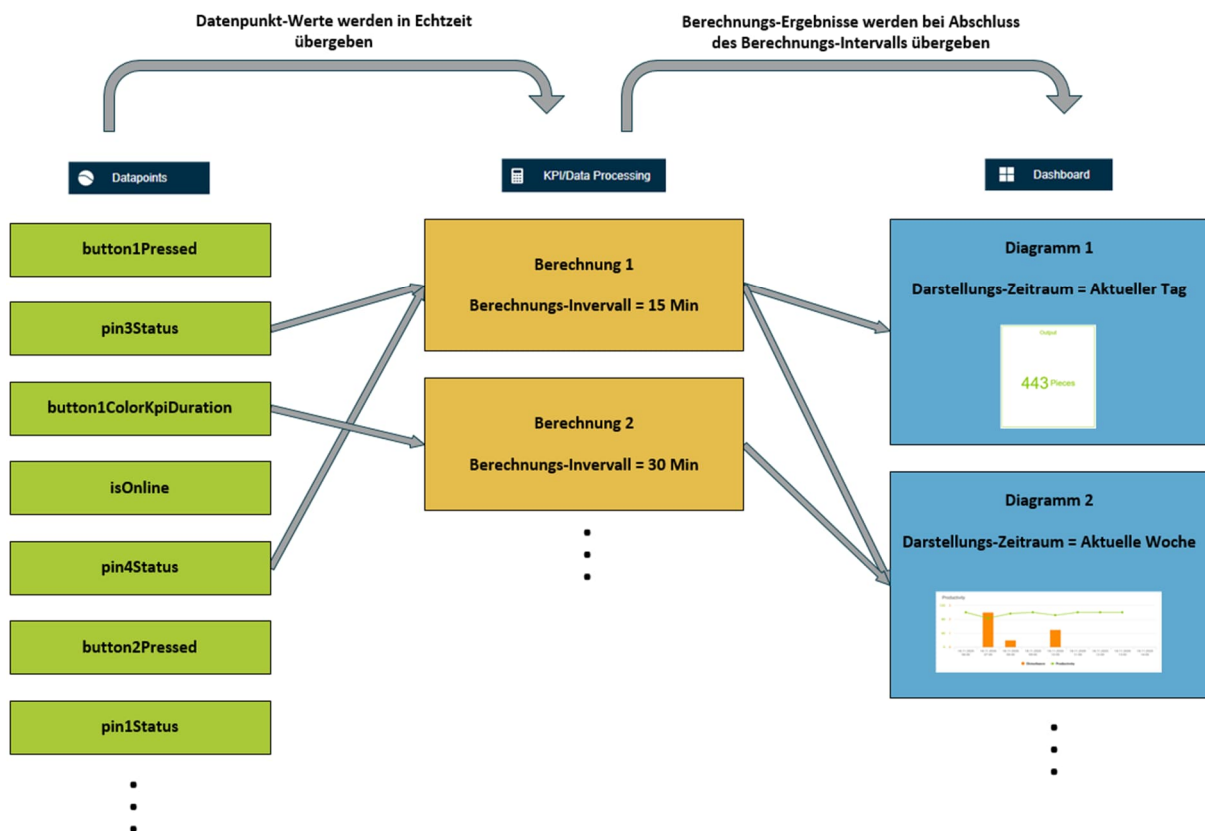 Datenpunkt-Werte werden in Echtzeit
übergeben
Berechnungs-Ergebnisse werden bei Abschluss
des Berechnungs-Intervalls übergeben
Datapoints
KPI/Data Processing
Dashboard
button1Pressed
pin3Status
button1ColorKpiDuration
isOnline
pin4Status
button2Pressed
pin1Status
Berechnung 1
Berechnungs-Invervall = 15 Min
Berechnung 2
Berechnungs-Invervall = 30 Min
Diagramm 1
Darstellungs-Zeitraum = Aktueller Tag
Output
443 Pieces
Diagramm 2
Darstellungs-Zeitraum = Aktuelle Woche
Productivity
Productivity